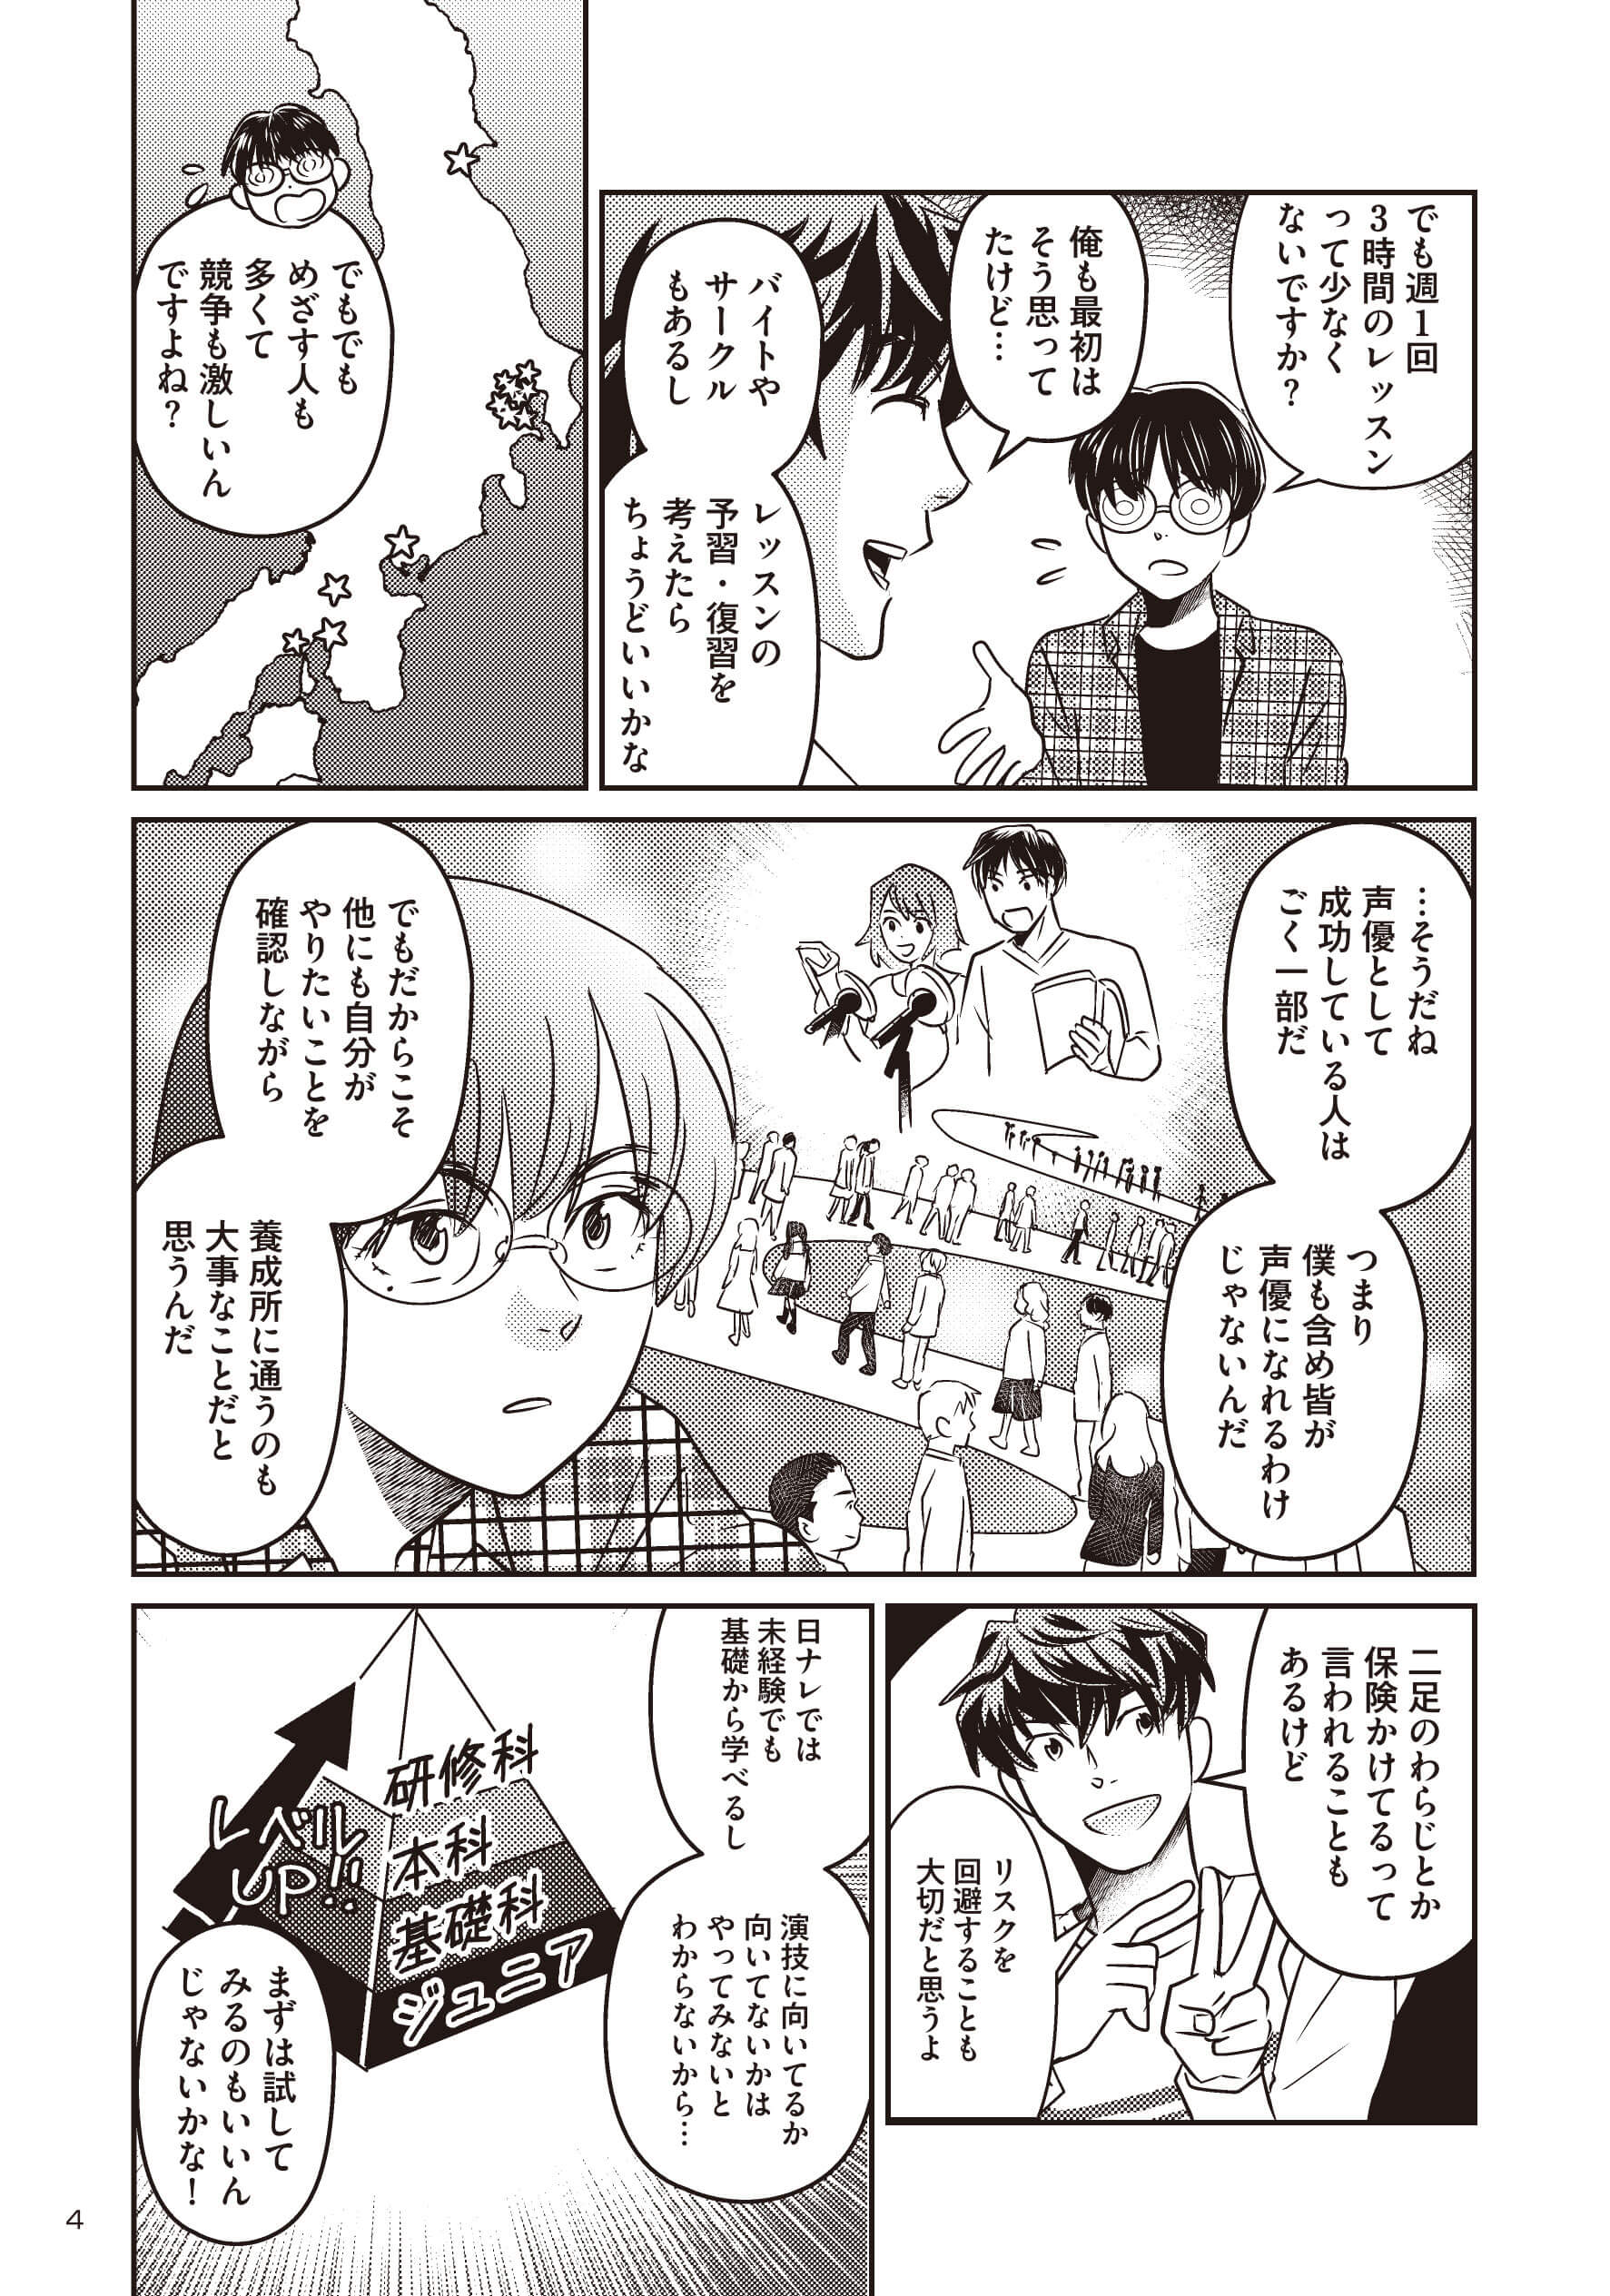 でも週1回
3時間のレッスン
って少なく
ないですか？
俺も最初は
そう思って
たけど…
バイトや
サークル
もあるし
レッスンの
予習・復習を
考えたら
ちょうどいいかな
でもでも
めざす人も
多くて
競争も激しいん
ですよね？
…そうだね
声優として
成功している人は
ごく一部だ
つまり
僕も含め皆が
声優になれるわけ
じゃないんだ
でもだからこそ
他にも自分が
やりたいことを
確認しながら
養成所に通うのも
大事なことだと
思うんだ
二足のわらじとか
保険かけてるって
言われることも
あるけど
リスクを
回避することも
大切だと思うよ
日ナレでは
未経験でも
基礎から学べるし
演技に向いてるか
向いてないかは
やってみないと
わからないから…
研修科
本科
基礎科
ジュニア
レベル
UP!!
まずは試して
みるのもいいん
じゃないかな！
4